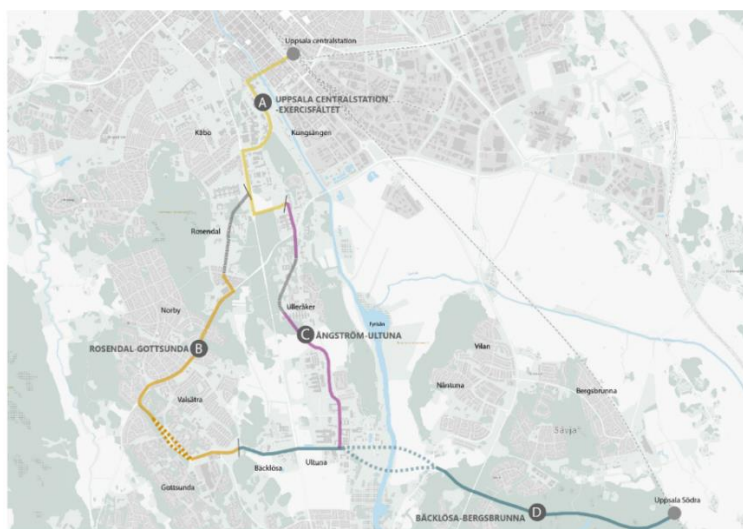 Uppsala centralstation
A
UPPSALA CENTRALSTATION
-EXERCISFÄLTET
Kåbo
Kungsängen
Rosendal
Norby
Ulleråker
Fyrisån
C
ÅNGSTRÖM-ULTUNA
ROSENDAL-GOTTSUNDA
B
Vilan
Nåntuna
Bergsbrunna
Valsätra
Sävja
Bäcklösa
Ultuna
Gottsunda
Uppsala Södra
BÄCKLÖSA-BERGSBRUNNA
D